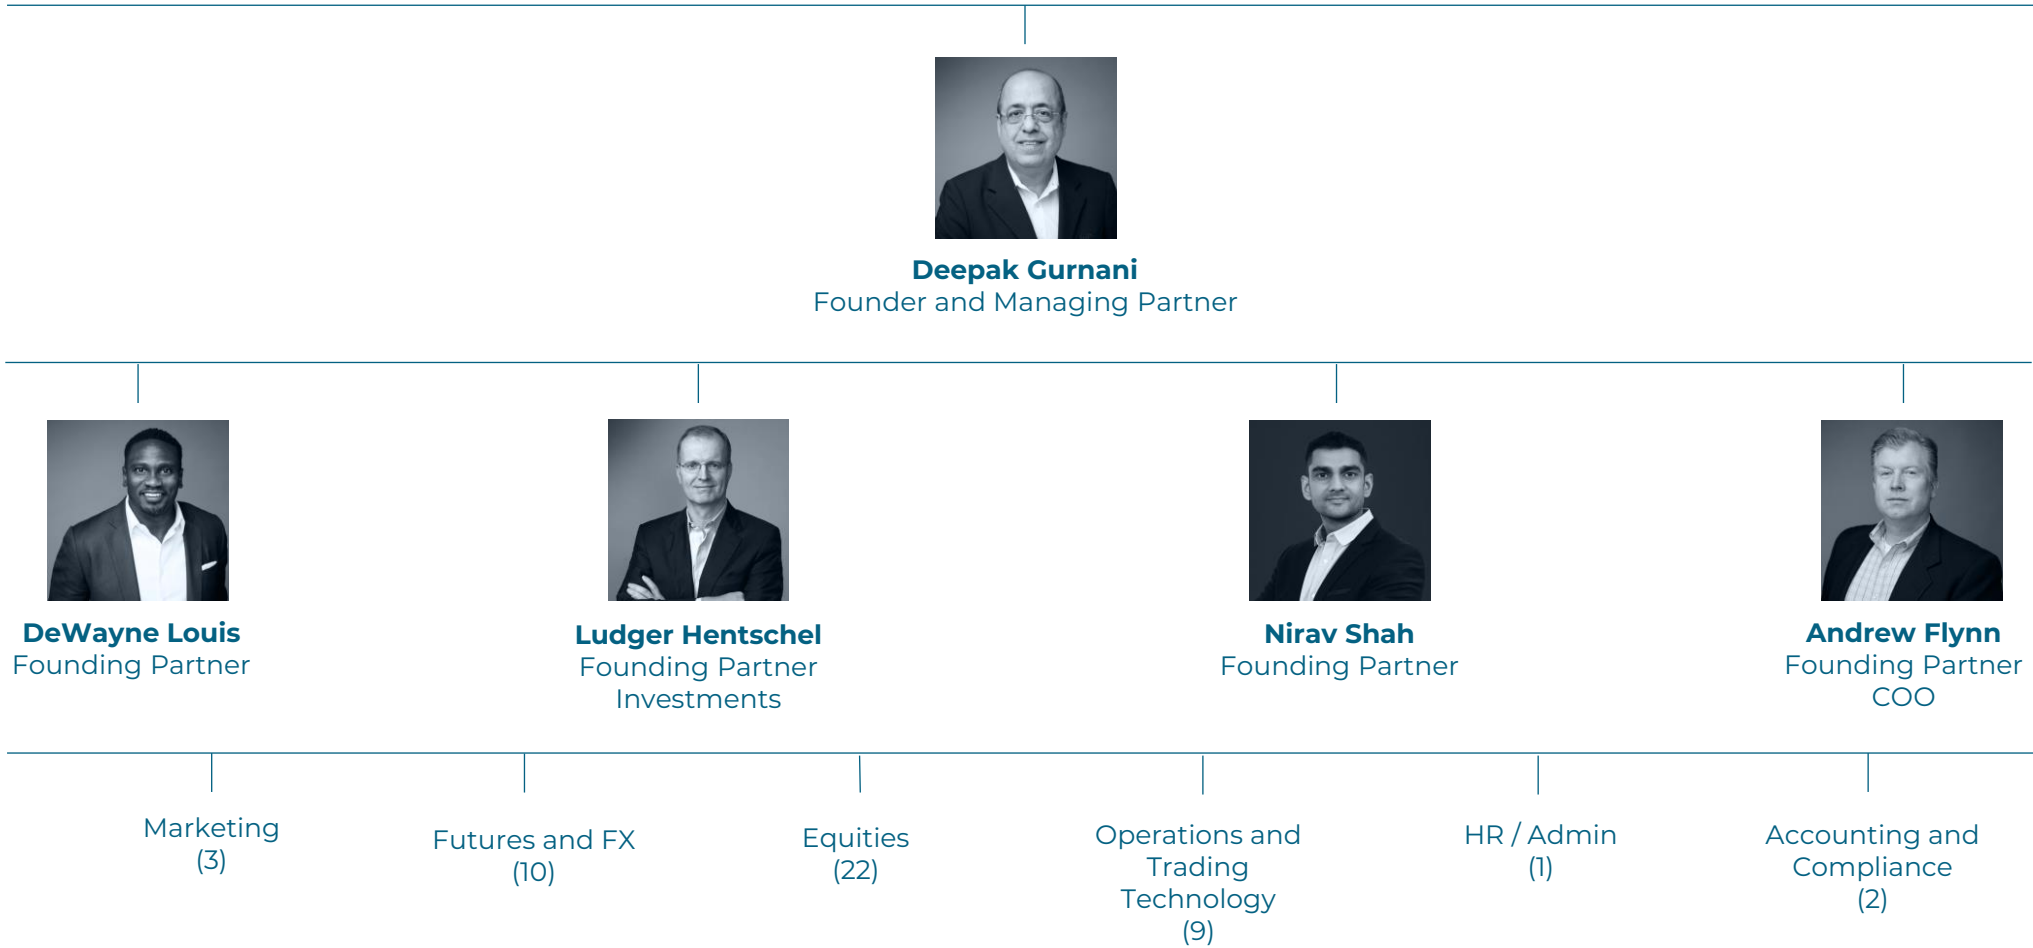 Deepak Gurnani
Founder and Managing Partner
DeWayne Louis
Founding Partner
Ludger Hentschel
Founding Partner
Investments
Nirav Shah
Founding Partner
Andrew Flynn
Founding Partner
COO
Marketing
(3)
Futures and FX
(10)
Equities
(22)
Operations and
Trading
Technology
(9)
HR / Admin
(1)
Accounting and
Compliance
(2)